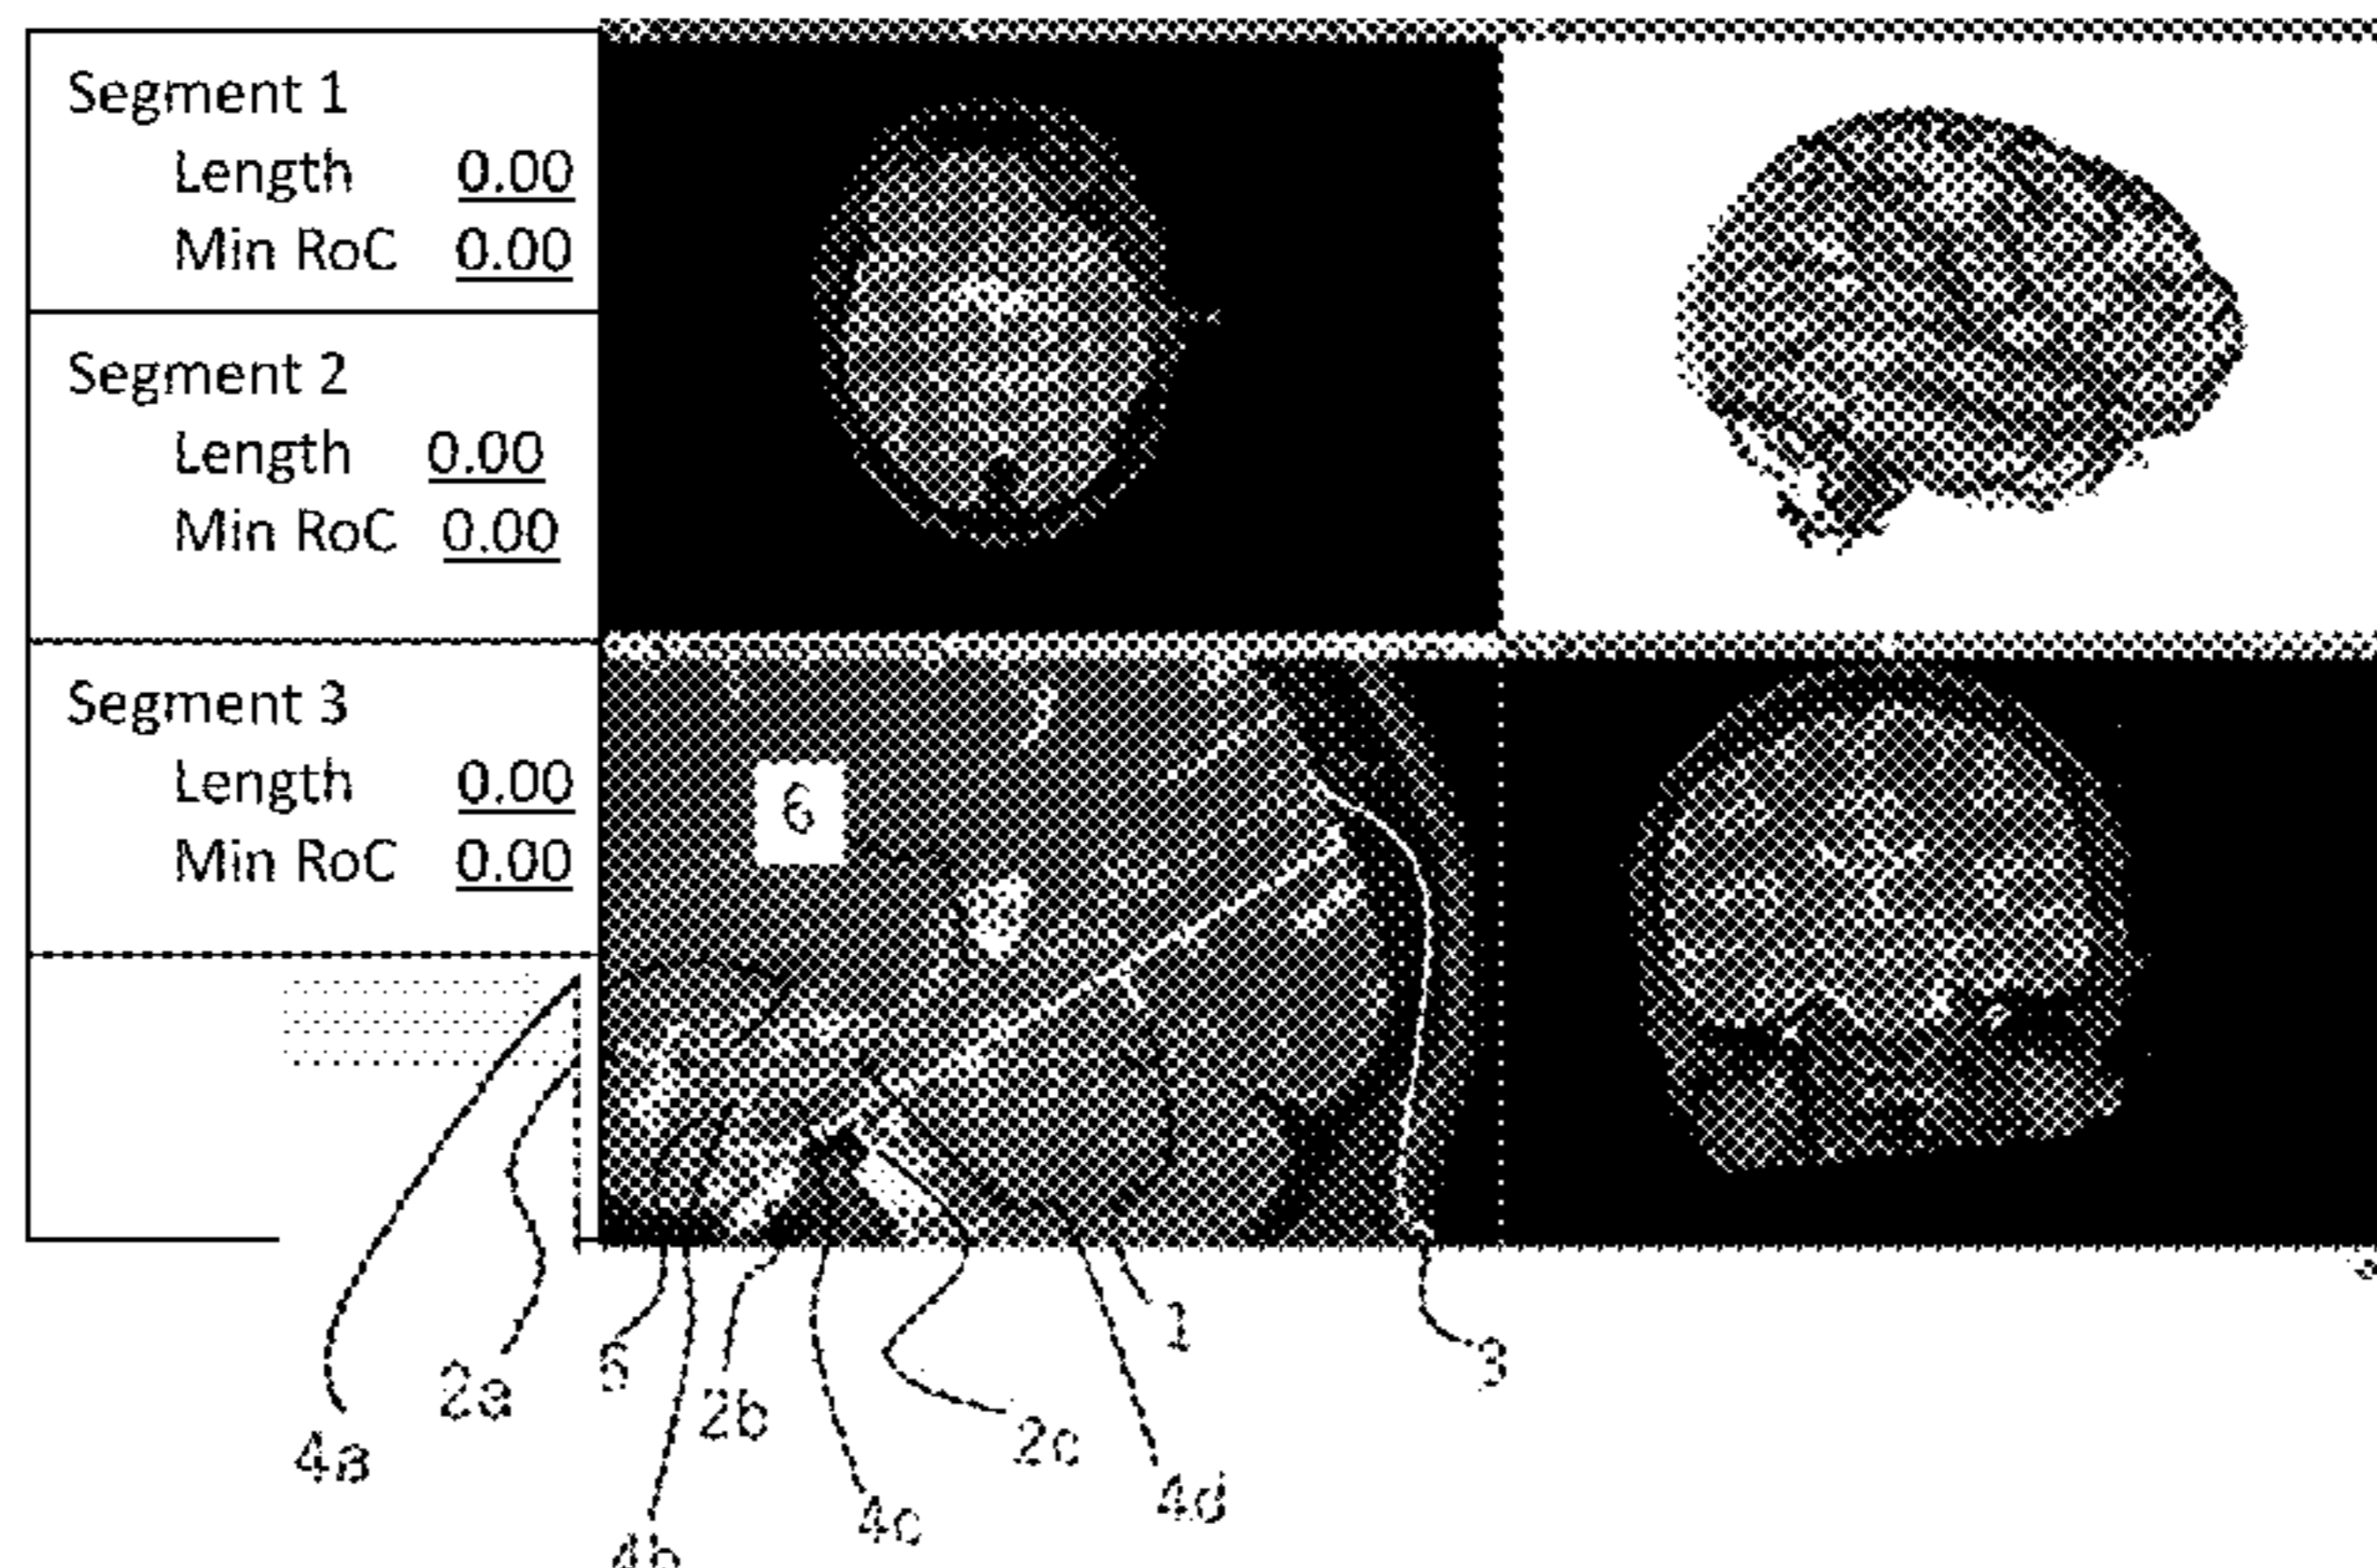 Segment 1
Length 0.00
Min RoC 0.00
Segment 2
Length 0.00
Min RoC 0.00
Segment 3
Length 0.00
Min RoC 0.00
6
1
3
2a
2b
2c
4a
4c
4d
4b